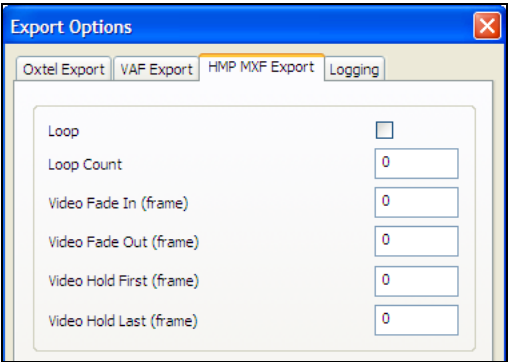 Export Options
Oxtel Export VAF Export HMP MXF Export Logging
Loop
Loop Count 0
Video Fade In (frame) 0
Video Fade Out (frame) 0
Video Hold First (frame) 0
Video Hold Last (frame) 0